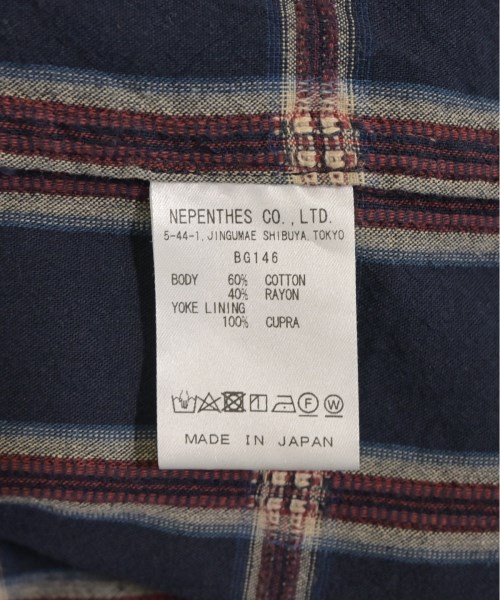 NEPENTHES CO.,LTD.
5-44-1, JINGUMAE SHIBUYA, TOKYO
BG146
BODY 60% COTTON
40% RAYON
YOKE LINING
100% CUPRA
F W
MADE IN JAPAN